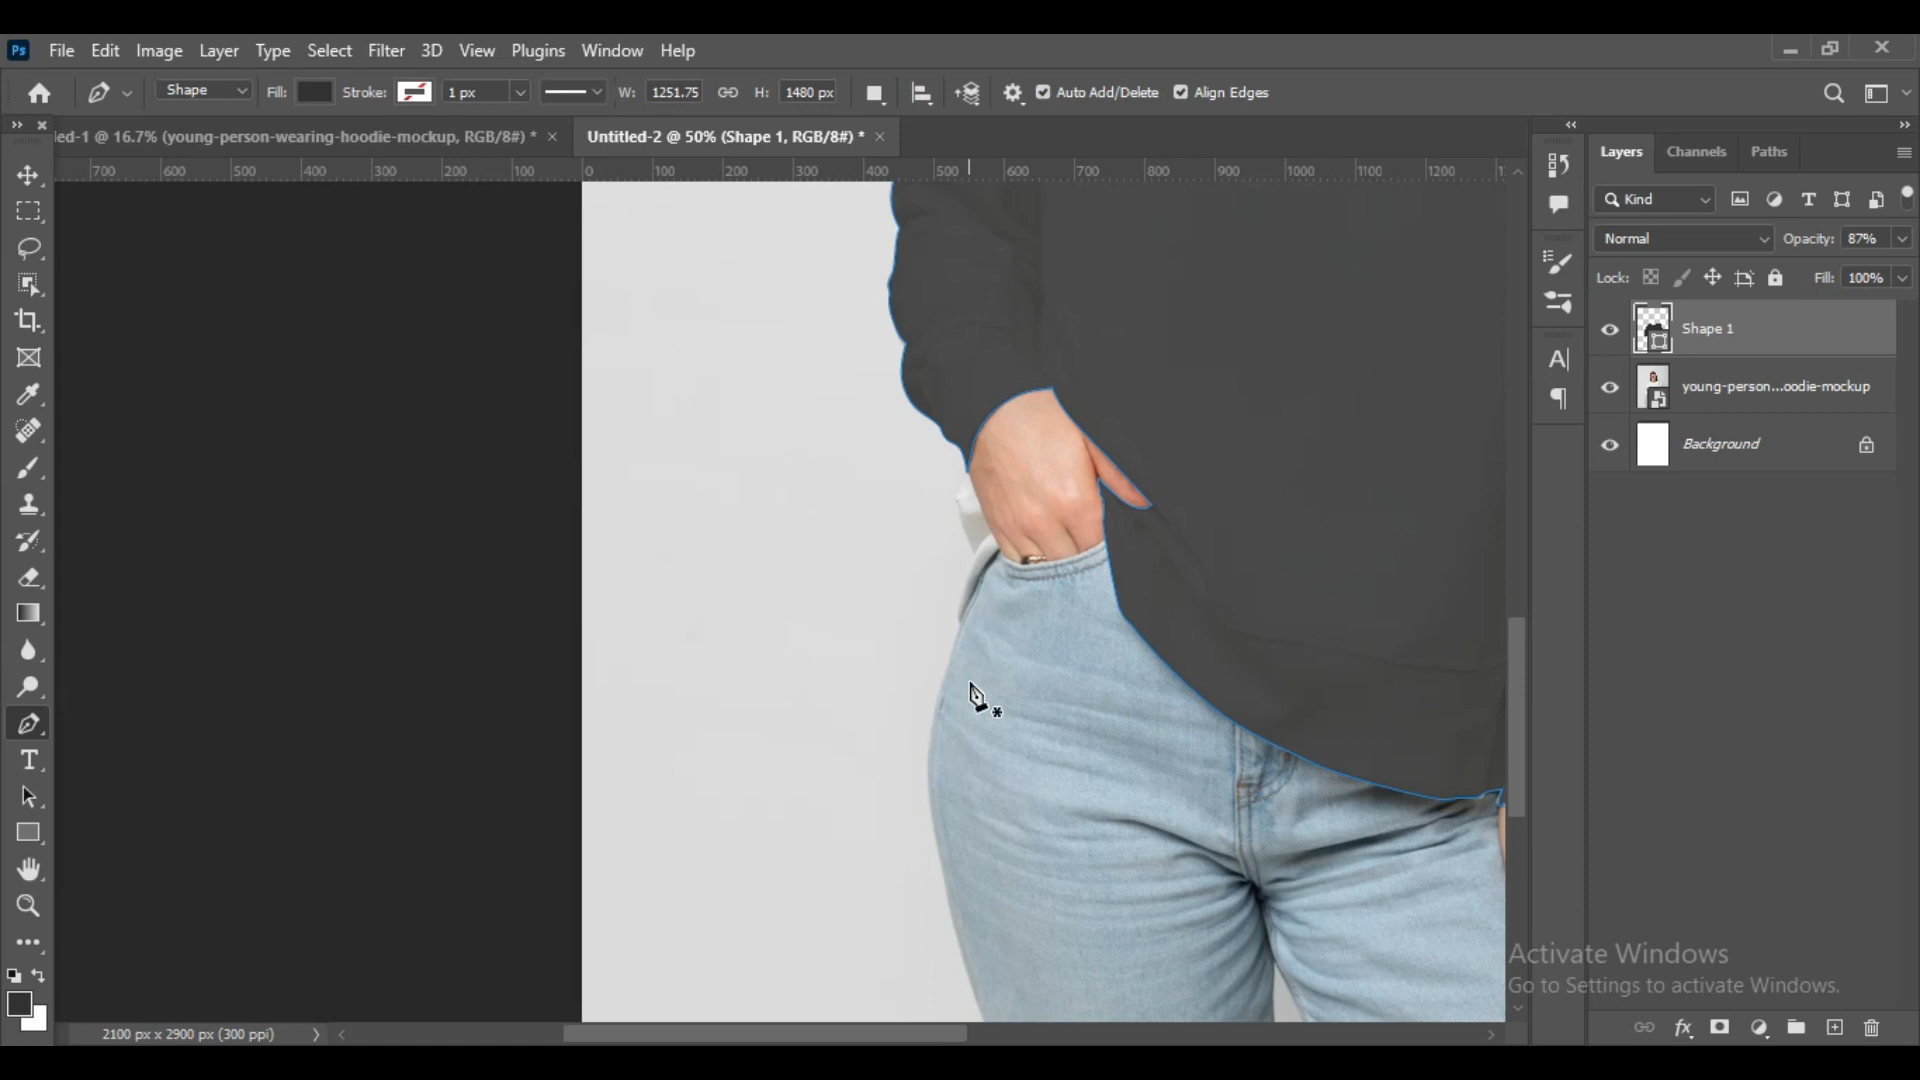 Ps File Edit Image Layer Type Select Filter 3D View Plugins Window Help
Shape Fill: Stroke: 1 px W: 1251.75 H: 1480 px Auto Add/Delete Align Edges
led-1 @ 16.7% (young-person-wearing-hoodie-mockup, RGB/8#) * Untitled-2 @ 50% (Shape 1, RGB/8#) *
700 600 500 400 300 200 100 0 100 200 300 400 500 600 700 800 900 1000 1100 1200
Layers Channels Paths
Kind
Normal Opacity: 87%
Lock: Fill: 100%
Shape 1
young-person...oodie-mockup
Background
Activate Windows
Go to Settings to activate Windows.
2100 px x 2900 px (300 ppi)